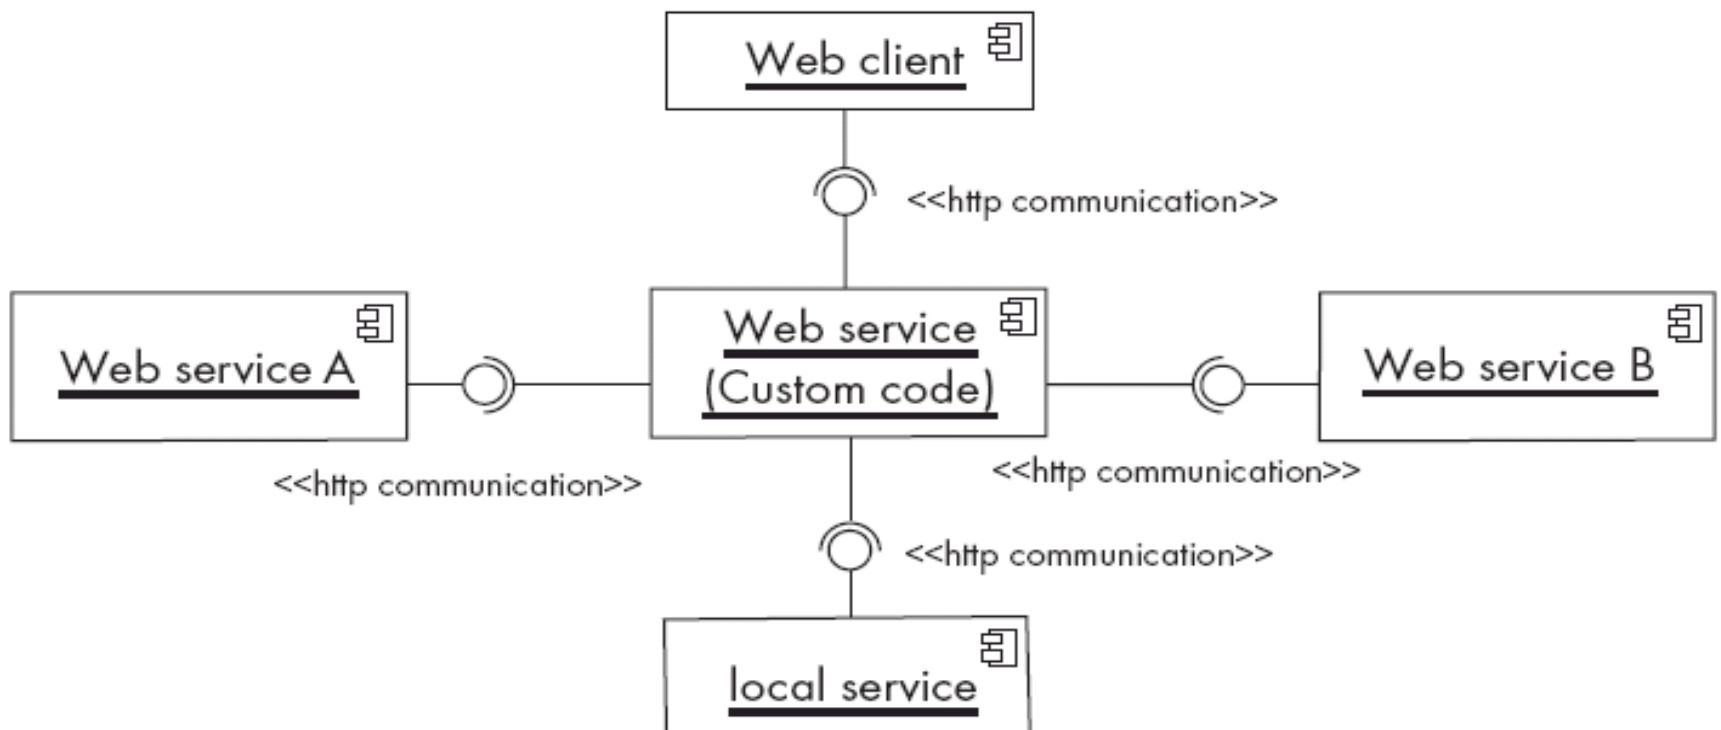 Web client
<<http communication>>
Web service
(Custom code)
Web service A
Web service B
<<http communication>>
<<http communication>>
<<http communication>>
local service